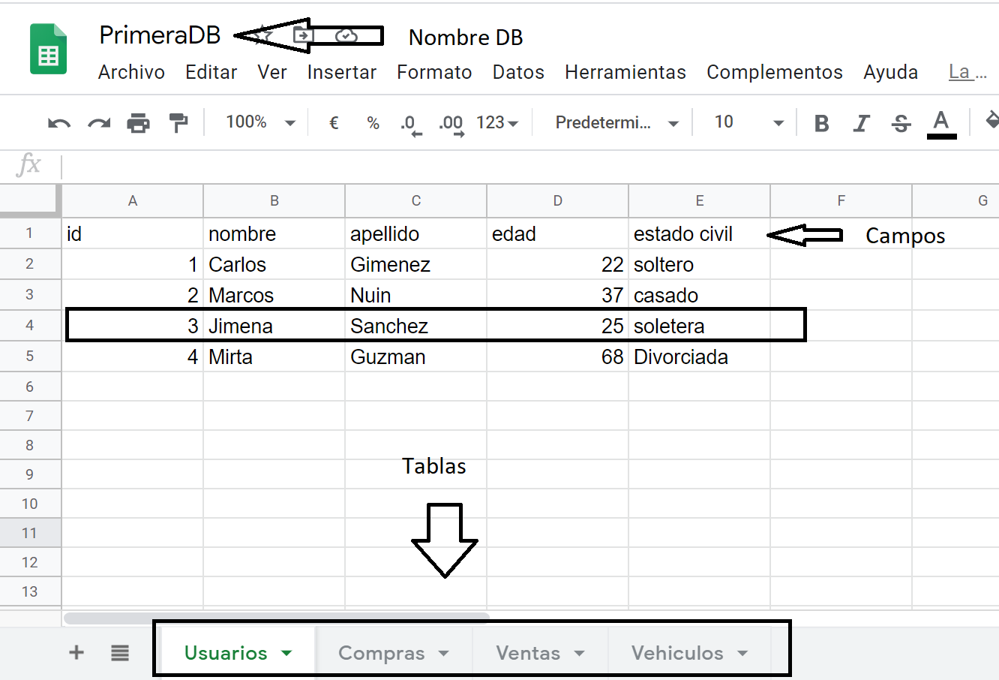 PrimeraDB Nombre DB
Archivo Editar Ver Insertar Formato Datos Herramientas Complementos Ayuda La ...
100% € % .0 .00 123 Predetermi... 10 B I S A
fx
A B C D E F G
1 id nombre apellido edad estado civil Campos
2 1 Carlos Gimenez 22 soltero
3 2 Marcos Nuin 37 casado
4 3 Jimena Sanchez 25 soletera
5 4 Mirta Guzman 68 Divorciada
6
7
8
9 Tablas
10
11
12
13
+ Usuarios Compras Ventas Vehiculos